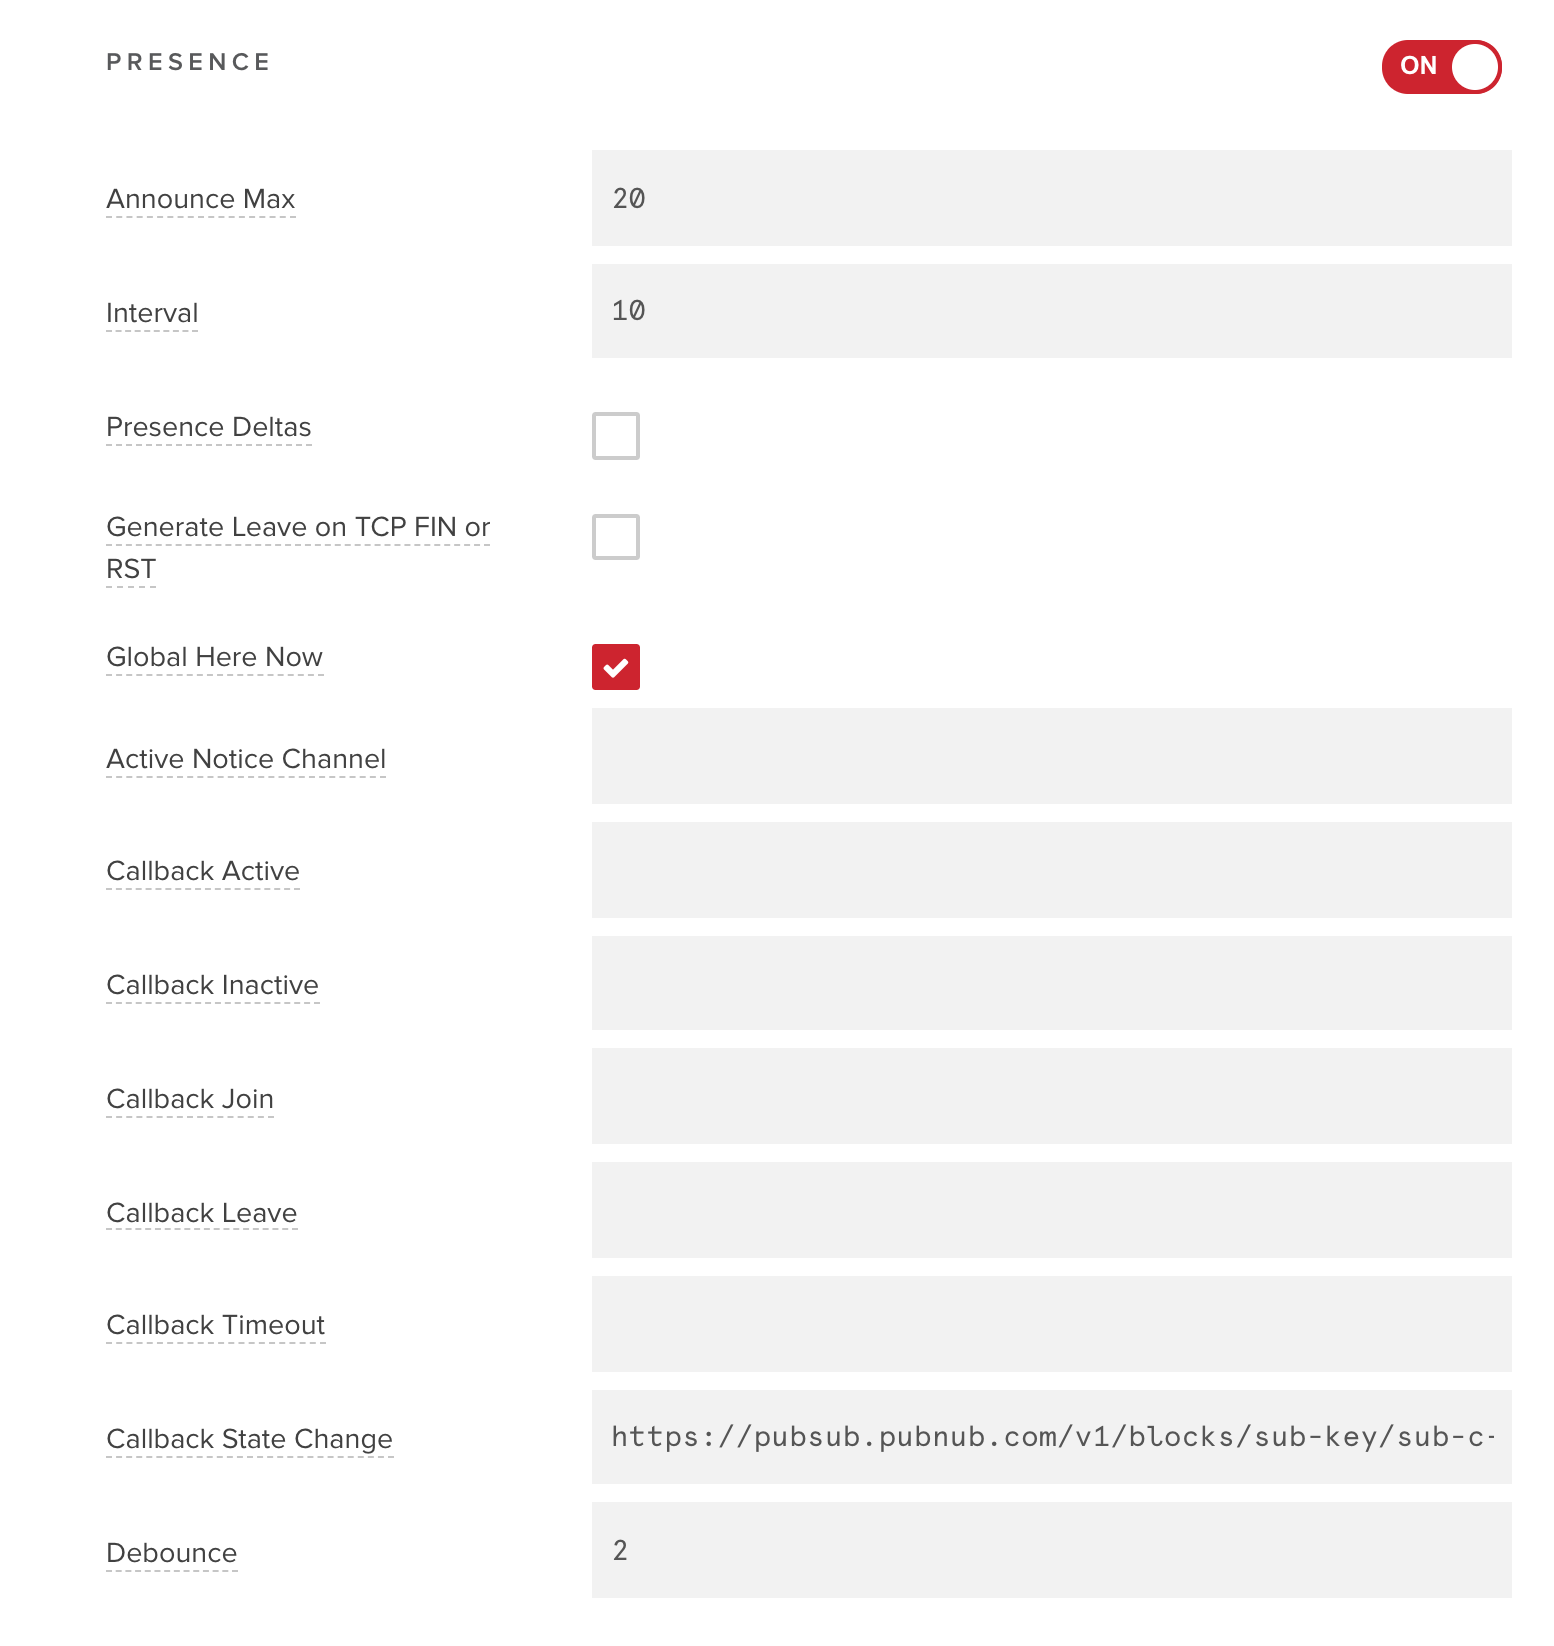 PRESENCE
ON
Announce Max
20
Interval
10
Presence Deltas
Generate Leave on TCP FIN or
RST
Global Here Now
Active Notice Channel
Callback Active
Callback Inactive
Callback Join
Callback Leave
Callback Timeout
Callback State Change
https://pubsub.pubnub.com/v1/blocks/sub-key/sub-c-
Debounce
2